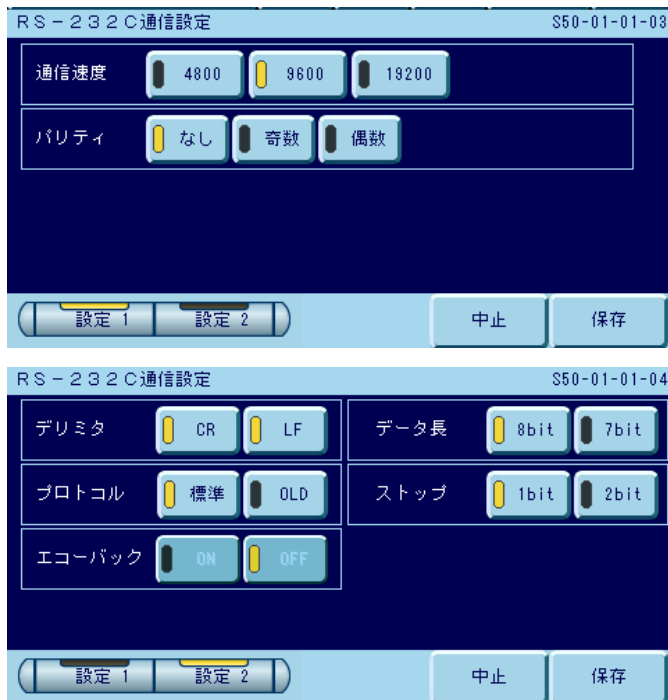 RS-232C通信設定 S50-01-01-03
通信速度 4800 9600 19200
パリティ なし 奇数 偶数
設定 1 設定 2 中止 保存
RS-232C通信設定 S50-01-01-04
デリミタ CR LF データ長 8bit 7bit
プロトコル 標準 OLD ストップ 1bit 2bit
エコーバック ON OFF
設定 1 設定 2 中止 保存